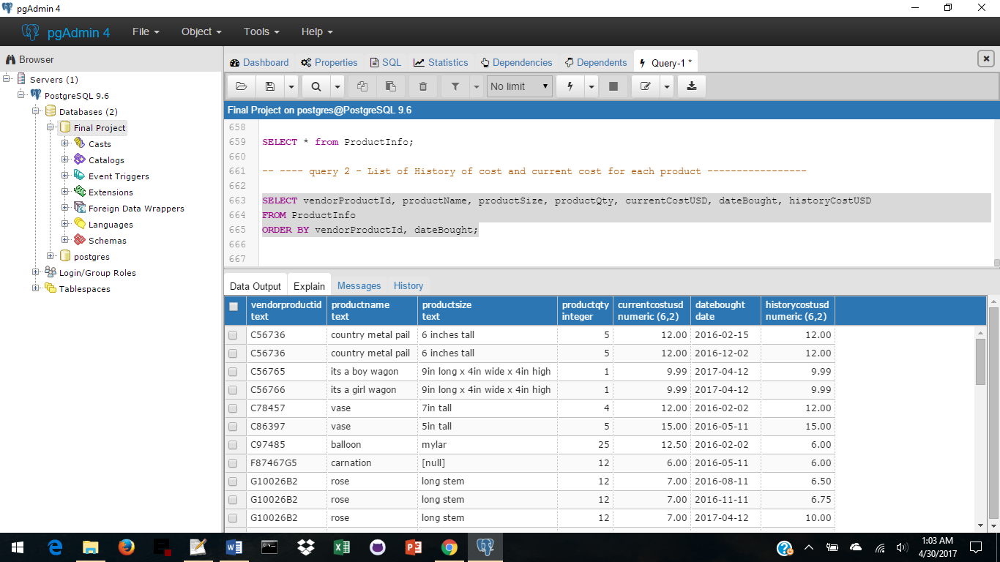 pgAdmin 4
pgAdmin 4 File Object Tools Help
Browser
Servers (1)
PostgreSQL 9.6
Databases (2)
Final Project
Casts
Catalogs
Event Triggers
Extensions
Foreign Data Wrappers
Languages
Schemas
postgres
Login/Group Roles
Tablespaces
Dashboard Properties SQL Statistics Dependencies Dependents Query-1 *
No limit
Final Project on postgres@PostgreSQL 9.6
658
659 SELECT * from ProductInfo;
660
661 -- ---- query 2 - List of History of cost and current cost for each product -----------------
662
663 SELECT vendorProductId, productName, productSize, productQty, currentCostUSD, dateBought, historyCostUSD
664 FROM ProductInfo
665 ORDER BY vendorProductId, dateBought;
666
667
Data Output Explain Messages History
vendorproductid productname productsize productqty currentcostusd datebought historycostusd
text text text integer numeric (6,2) date numeric (6,2)
C56736 country metal pail 6 inches tall 5 12.00 2016-02-15 12.00
C56736 country metal pail 6 inches tall 5 12.00 2016-12-02 12.00
C56765 its a boy wagon 9in long x 4in wide x 4in high 1 9.99 2017-04-12 9.99
C56766 its a girl wagon 9in long x 4in wide x 4in high 1 9.99 2017-04-12 9.99
C78457 vase 7in tall 4 12.00 2016-02-02 12.00
C86397 vase 5in tall 5 15.00 2016-05-11 15.00
C97485 balloon mylar 25 12.50 2016-02-02 6.00
F87467G5 carnation [null] 12 6.00 2016-05-11 6.00
G10026B2 rose long stem 12 7.00 2016-08-11 6.50
G10026B2 rose long stem 12 7.00 2016-11-11 6.75
G10026B2 rose long stem 12 7.00 2017-04-12 10.00
1:03 AM
4/30/2017